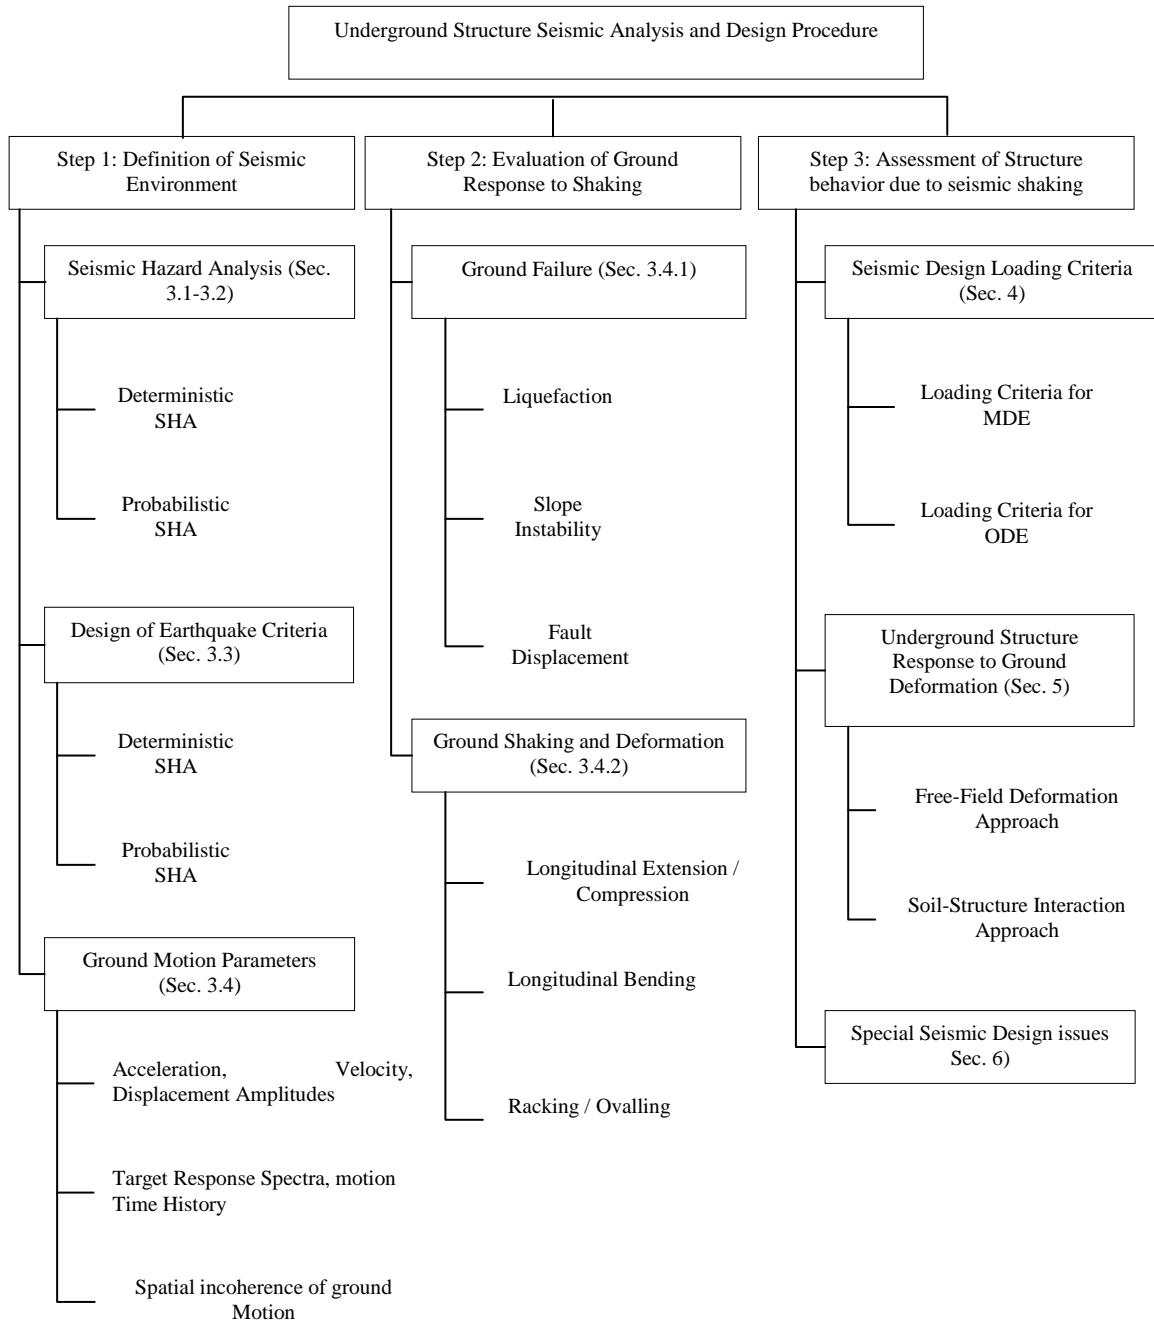 Underground Structure Seismic Analysis and Design Procedure
Step 1: Definition of Seismic
Environment
Seismic Hazard Analysis (Sec.
3.1-3.2)
Deterministic
SHA
Probabilistic
SHA
Design of Earthquake Criteria
(Sec. 3.3)
Deterministic
SHA
Probabilistic
SHA
Ground Motion Parameters
(Sec. 3.4)
Acceleration, Velocity,
Displacement Amplitudes
Target Response Spectra, motion
Time History
Spatial incoherence of ground
Motion
Step 2: Evaluation of Ground
Response to Shaking
Ground Failure (Sec. 3.4.1)
Liquefaction
Slope
Instability
Fault
Displacement
Ground Shaking and Deformation
(Sec. 3.4.2)
Longitudinal Extension /
Compression
Longitudinal Bending
Racking / Ovalling
Step 3: Assessment of Structure
behavior due to seismic shaking
Seismic Design Loading Criteria
(Sec. 4)
Loading Criteria for
MDE
Loading Criteria for
ODE
Underground Structure
Response to Ground
Deformation (Sec. 5)
Free-Field Deformation
Approach
Soil-Structure Interaction
Approach
Special Seismic Design issues
Sec. 6)